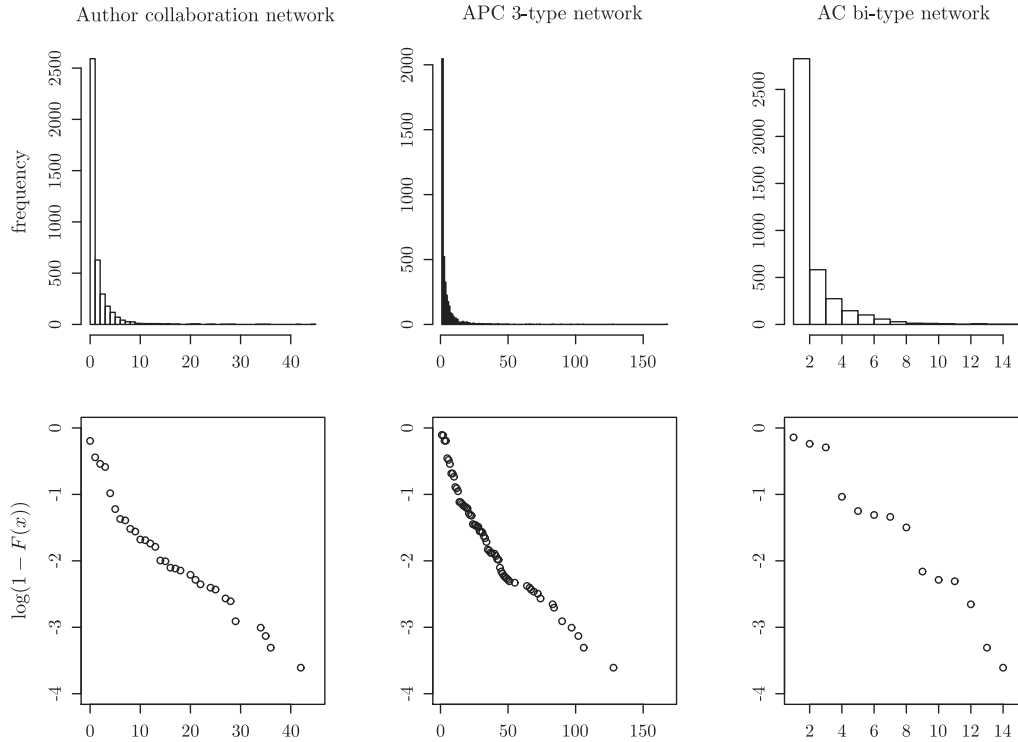 Author collaboration network
APC 3-type network
AC bi-type network
frequency
2500
2000
1500
1000
500
0
0 10 20 30 40
2000
1500
1000
500
0
0 50 100 150
2500
2000
1500
1000
500
0
2 4 6 8 10 12 14
log(1 − F(x))
0
-1
-2
-3
-4
0 10 20 30 40
0
-1
-2
-3
-4
0 50 100 150
0
-1
-2
-3
-4
2 4 6 8 10 12 14